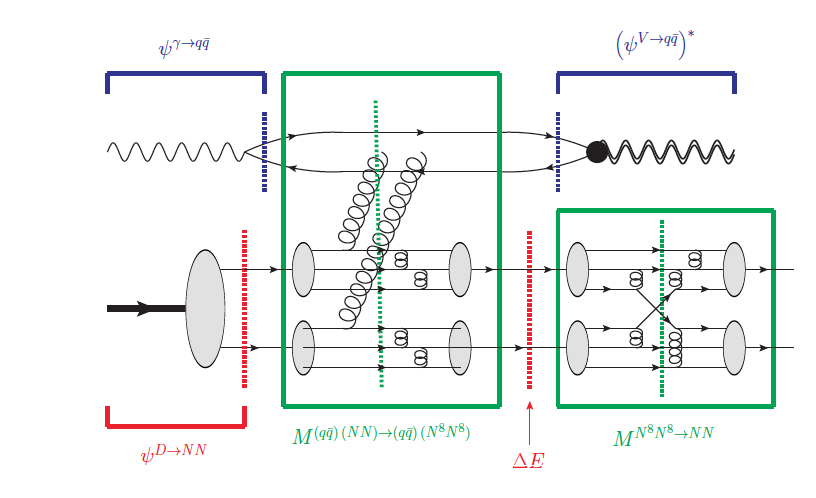 ψ^{γ→qq̄}
(ψ^{V→qq̄})^*
M^{(qq̄)(NN)→(qq̄)(N^8N^8)}
M^{N^8N^8→NN}
ψ^{D→NN}
ΔE